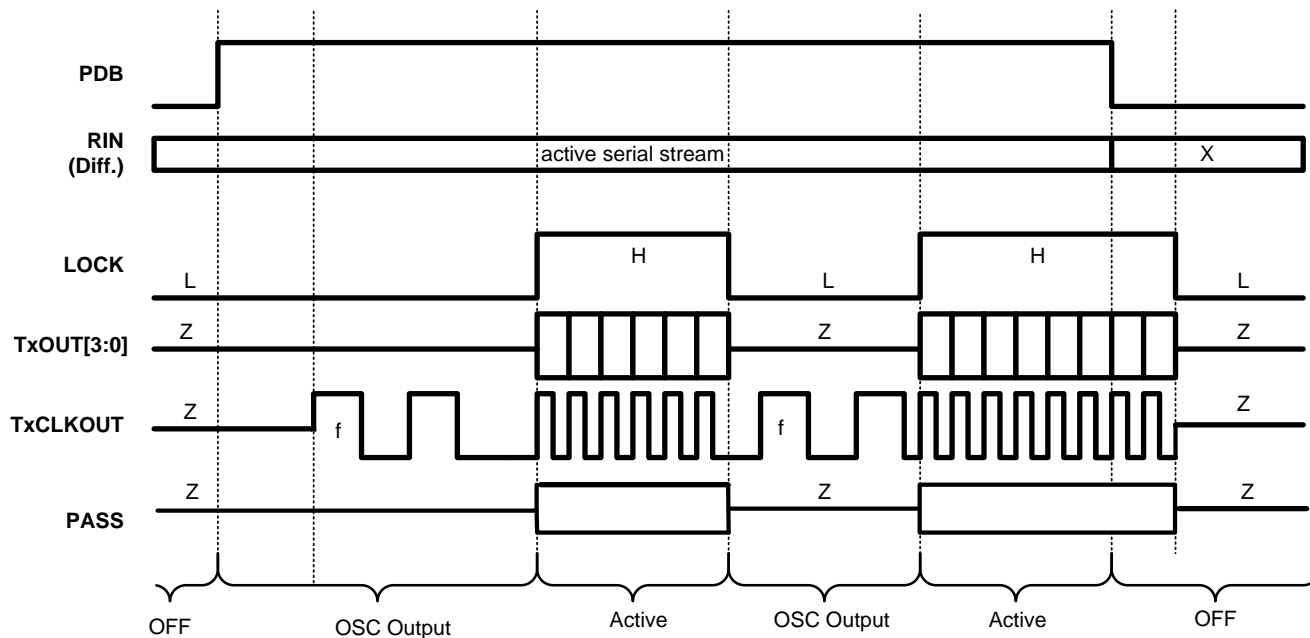 PDB
RIN
(Diff.)
active serial stream
X
LOCK
L
H
L
H
L
TxOUT[3:0]
Z
Z
Z
TxCLKOUT
Z
f
f
Z
PASS
Z
Z
Z
OFF
OSC Output
Active
OSC Output
Active
OFF